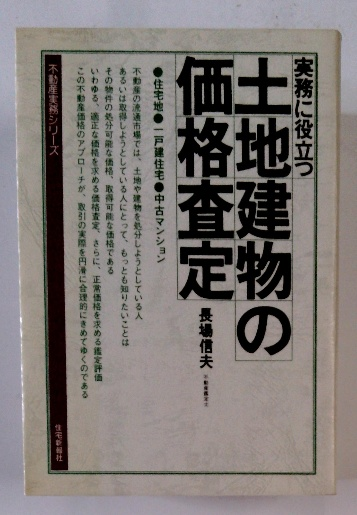 実務に役立つ
土地建物の
価格査定
長場信夫
不動産鑑定士
●住宅地●一戸建住宅●中古マンション
不動産の流通市場では、土地や建物を処分しようとしている人
あるいは取得しようとしている人にとって、もっとも知りたいことは
その物件の処分可能な価格、取得可能な価格である
いわゆる、適正な価格を求める価格査定、さらに、正常価格を求める鑑定評価
この不動産価格のアプローチが、取引の実際を円滑に合理的にきめてゆくのである
不動産実務シリーズ
住宅新報社